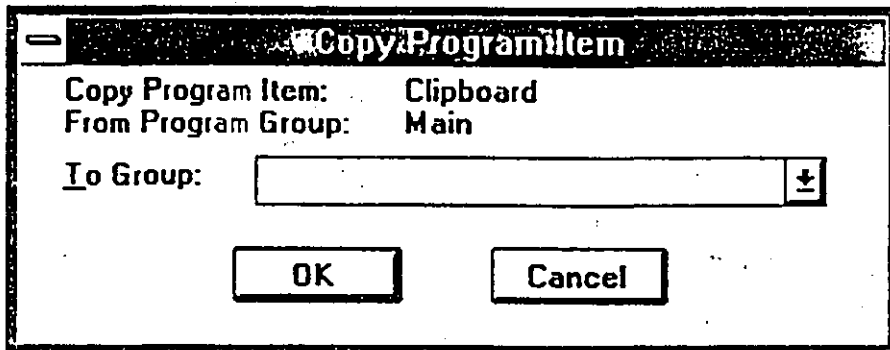 Copy Program Item
Copy Program Item: Clipboard
From Program Group: Main
To Group:
OK Cancel